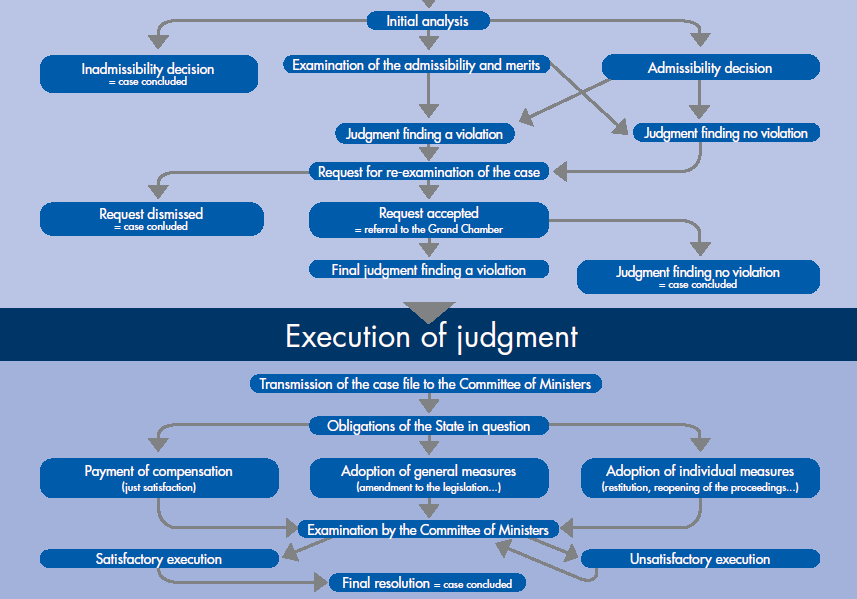 Initial analysis
Inadmissibility decision
= case concluded
Examination of the admissibility and merits
Admissibility decision
Judgment finding a violation
Judgment finding no violation
Request for re-examination of the case
Request dismissed
= case conluded
Request accepted
= referral to the Grand Chamber
Final judgment finding a violation
Judgment finding no violation
= case concluded
Execution of judgment
Transmission of the case file to the Committee of Ministers
Obligations of the State in question
Payment of compensation
(just satisfaction)
Adoption of general measures
(amendment to the legislation...)
Adoption of individual measures
(restitution, reopening of the proceedings...)
Examination by the Committee of Ministers
Satisfactory execution
Unsatisfactory execution
Final resolution = case concluded